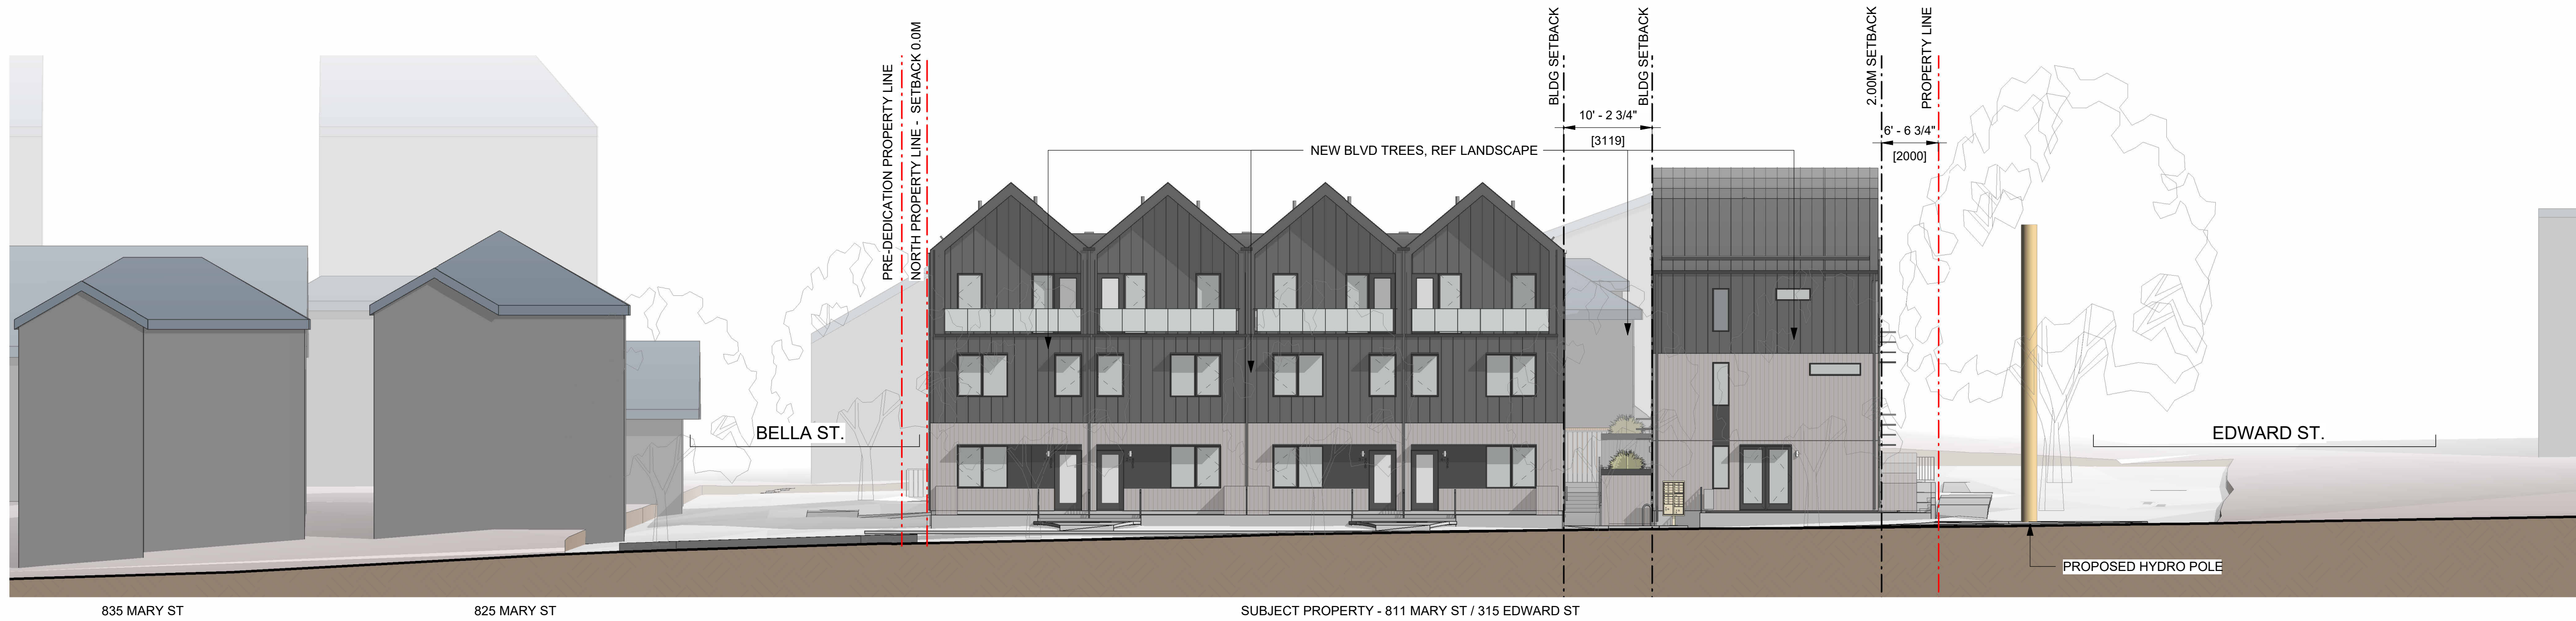 PRE-DEDICATION PROPERTY LINE
NORTH PROPERTY LINE - SETBACK 0.0M
BLDG SETBACK
BLDG SETBACK
2.00M SETBACK
PROPERTY LINE
10' - 2 3/4"
[3119]
6' - 6 3/4"
[2000]
NEW BLVD TREES, REF LANDSCAPE
BELLA ST.
EDWARD ST.
PROPOSED HYDRO POLE
835 MARY ST
825 MARY ST
SUBJECT PROPERTY - 811 MARY ST / 315 EDWARD ST